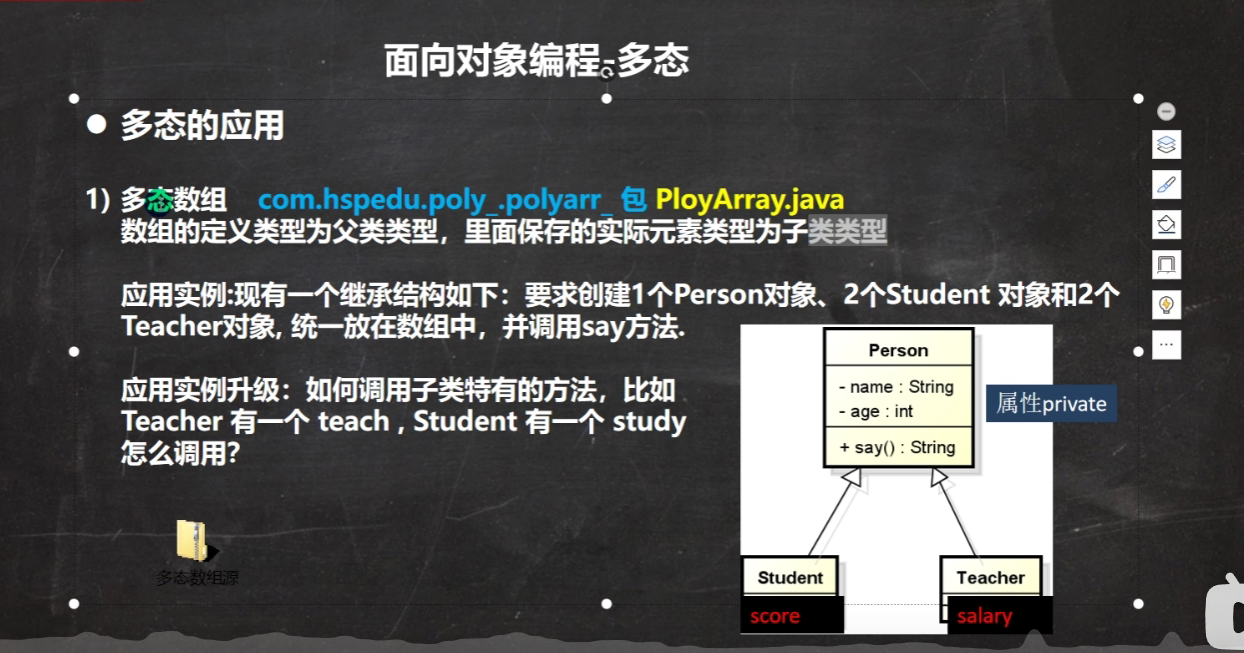 面向对象编程-多态
● 多态的应用
1) 多态数组 com.hspedu.poly_.polyarr_ 包 PloyArray.java
数组的定义类型为父类类型，里面保存的实际元素类型为子类类型
应用实例:现有一个继承结构如下：要求创建1个Person对象、2个Student 对象和2个
Teacher对象, 统一放在数组中，并调用say方法.
应用实例升级：如何调用子类特有的方法，比如
Teacher 有一个 teach , Student 有一个 study
怎么调用？
Person
- name : String
- age : int
+ say() : String
属性private
Student
score
Teacher
salary
多态数组源